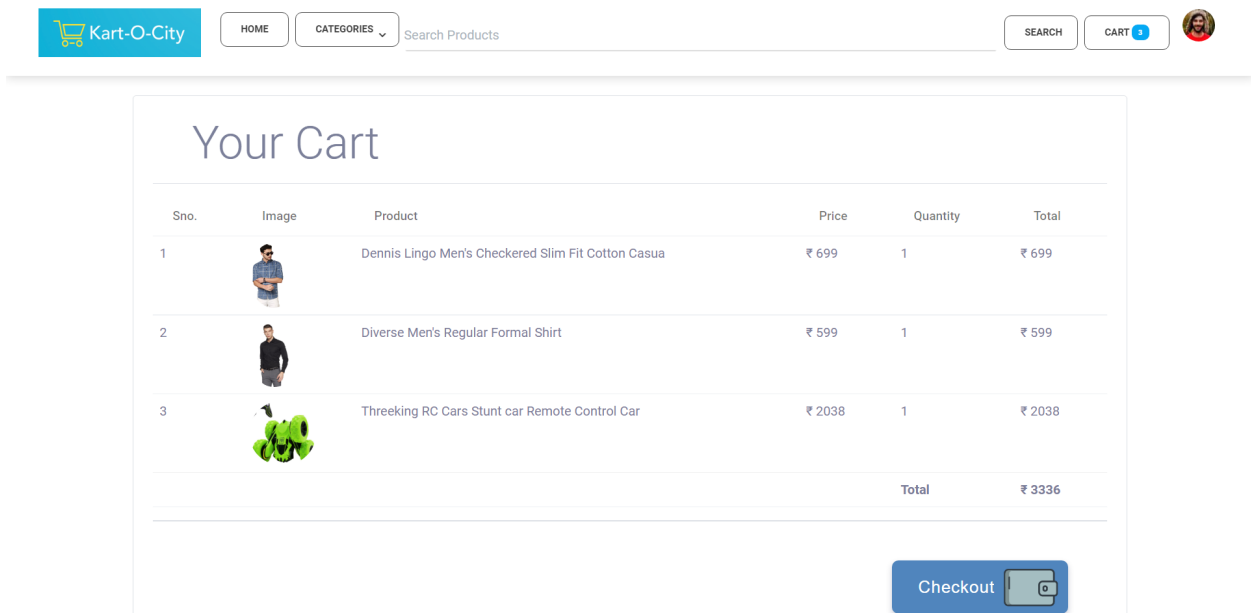 Kart-O-City
HOME
CATEGORIES
Search Products
SEARCH
CART 3
Your Cart
Sno. Image Product Price Quantity Total
1 Dennis Lingo Men's Checkered Slim Fit Cotton Casua ₹ 699 1 ₹ 699
2 Diverse Men's Regular Formal Shirt ₹ 599 1 ₹ 599
3 Threeking RC Cars Stunt car Remote Control Car ₹ 2038 1 ₹ 2038
Total ₹ 3336
Checkout